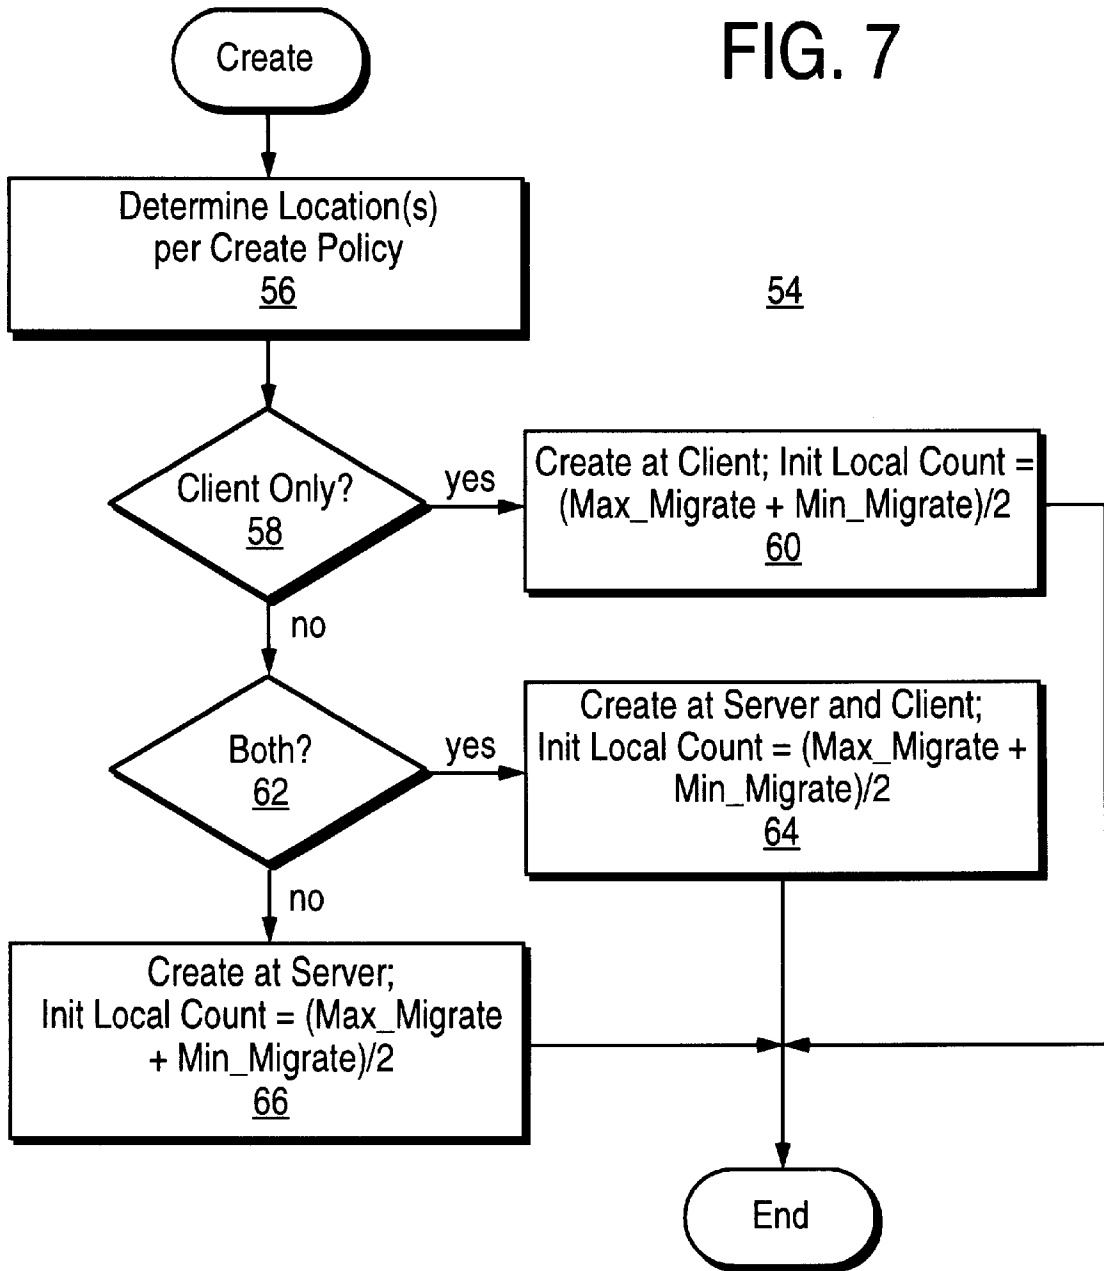 FIG. 7
Create
Determine Location(s)
per Create Policy
56
54
Client Only?
58
yes
Create at Client; Init Local Count =
(Max_Migrate + Min_Migrate)/2
60
no
Both?
62
yes
Create at Server and Client;
Init Local Count = (Max_Migrate +
Min_Migrate)/2
64
no
Create at Server;
Init Local Count = (Max_Migrate
+ Min_Migrate)/2
66
End